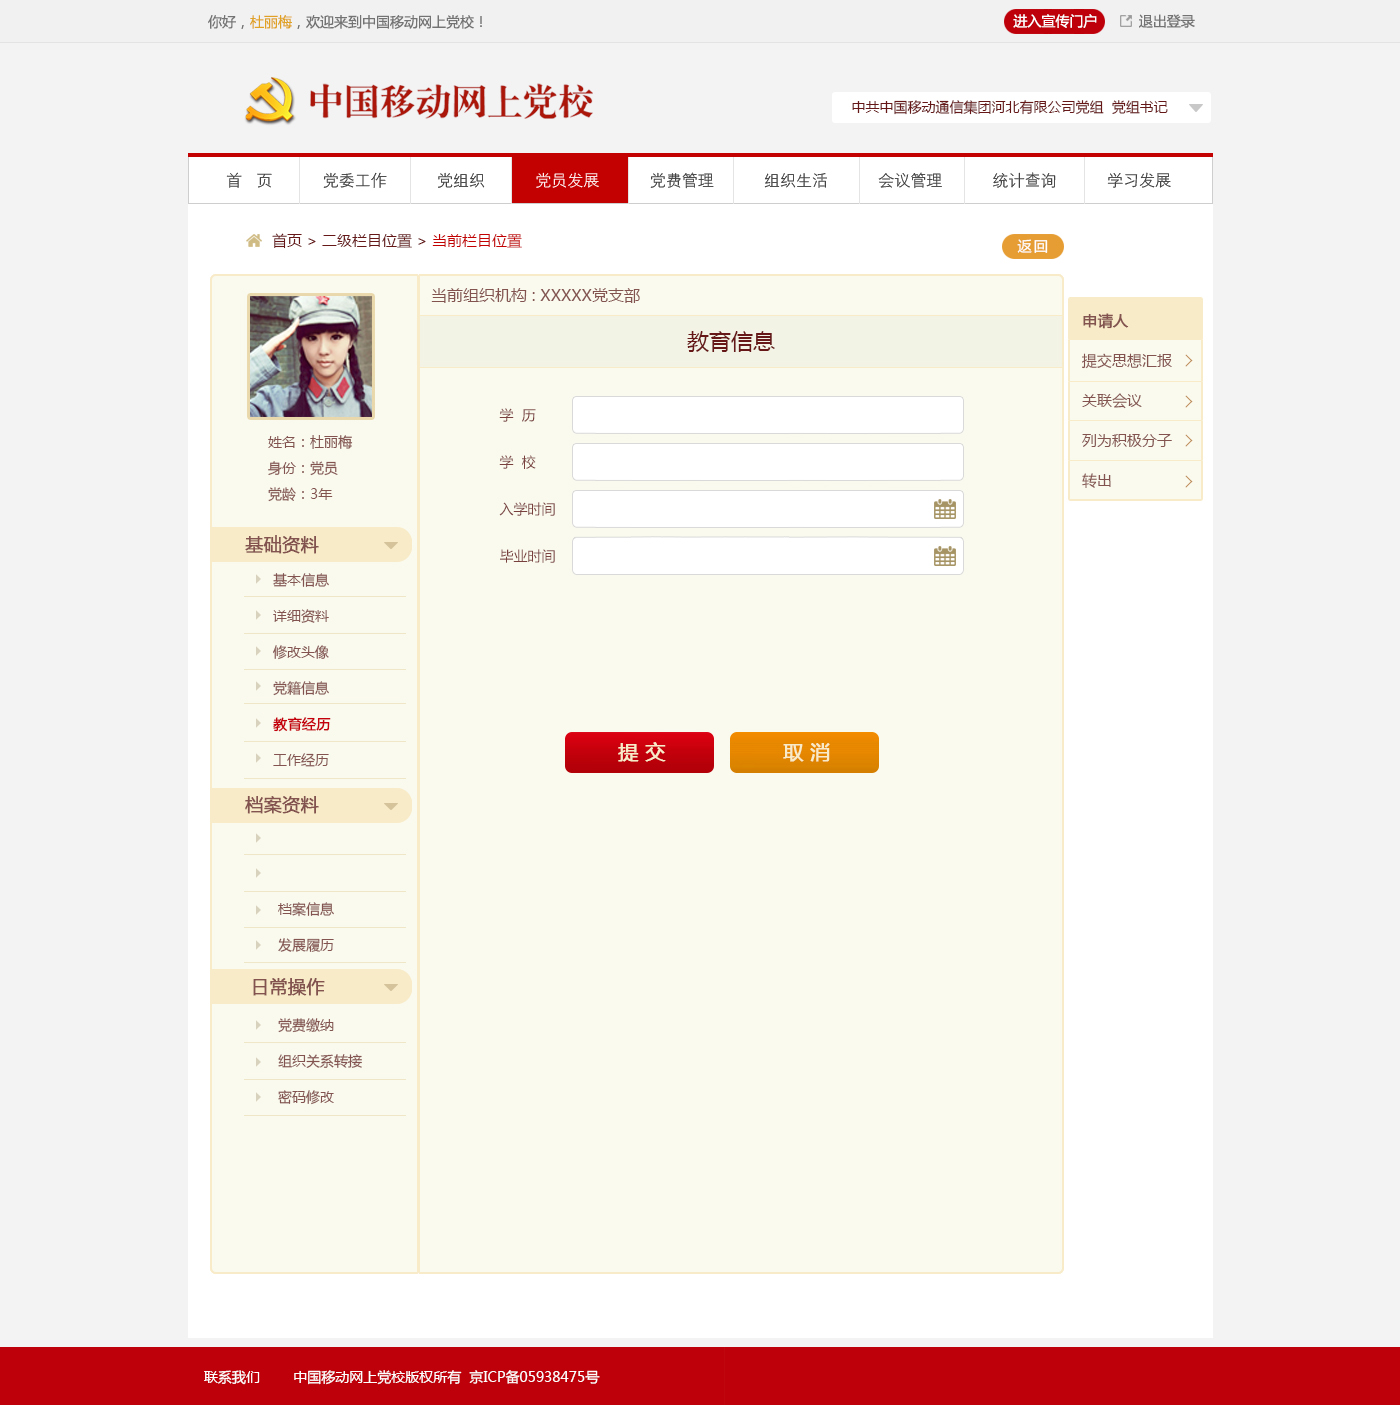 你好，杜丽梅，欢迎来到中国移动网上党校！
进入宣传门户 退出登录
中国移动网上党校
中共中国移动通信集团河北有限公司党组 党组书记
首 页 党委工作 党组织 党员发展 党费管理 组织生活 会议管理 统计查询 学习发展
首页 > 二级栏目位置 > 当前栏目位置
返回
姓名：杜丽梅
身份：党员
党龄：3年
基础资料
基本信息
详细资料
修改头像
党籍信息
教育经历
工作经历
档案资料
档案信息
发展履历
日常操作
党费缴纳
组织关系转接
密码修改
当前组织机构：XXXXX党支部
教育信息
学 历
学 校
入学时间
毕业时间
提 交 取 消
申请人
提交思想汇报
关联会议
列为积极分子
转出
联系我们 中国移动网上党校版权所有 京ICP备05938475号